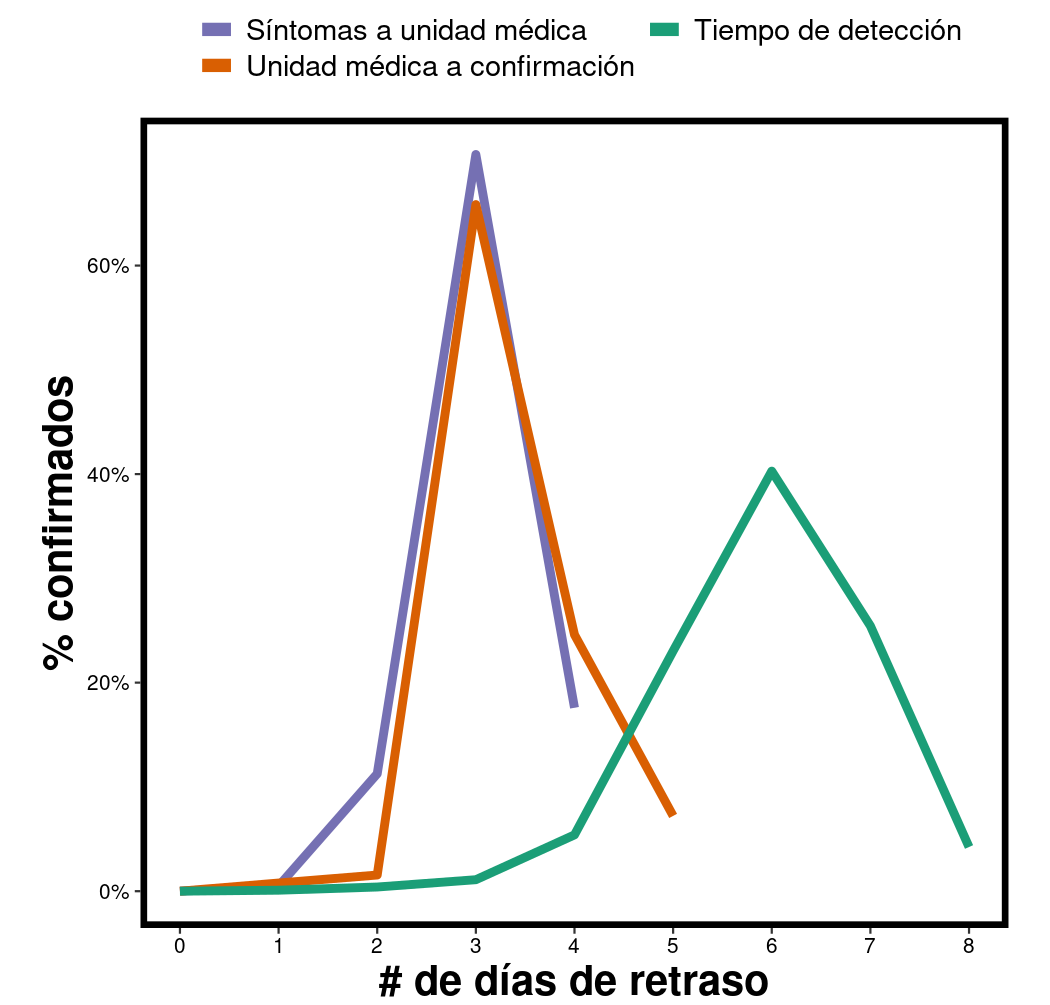 Síntomas a unidad médica
Tiempo de detección
Unidad médica a confirmación
% confirmados
60%
40%
20%
0%
0 1 2 3 4 5 6 7 8
# de días de retraso